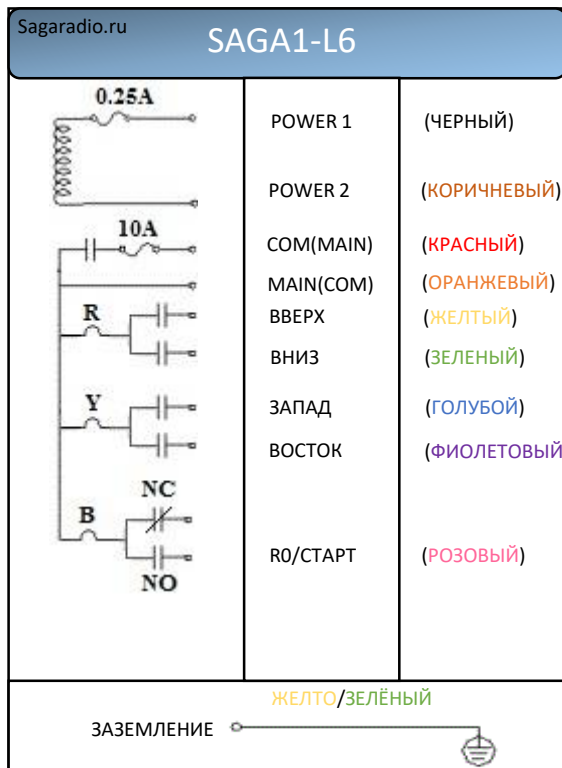 Sagaradio.ru
SAGA1-L6
0.25A
POWER 1 (ЧЕРНЫЙ)
POWER 2 (КОРИЧНЕВЫЙ)
10A
COM(MAIN) (КРАСНЫЙ)
MAIN(COM) (ОРАНЖЕВЫЙ)
R
ВВЕРХ (ЖЕЛТЫЙ)
ВНИЗ (ЗЕЛЕНЫЙ)
Y
ЗАПАД (ГОЛУБОЙ)
ВОСТОК (ФИОЛЕТОВЫЙ
NC
B
R0/СТАРТ (РОЗОВЫЙ)
NO
ЖЕЛТО/ЗЕЛЁНЫЙ
ЗАЗЕМЛЕНИЕ